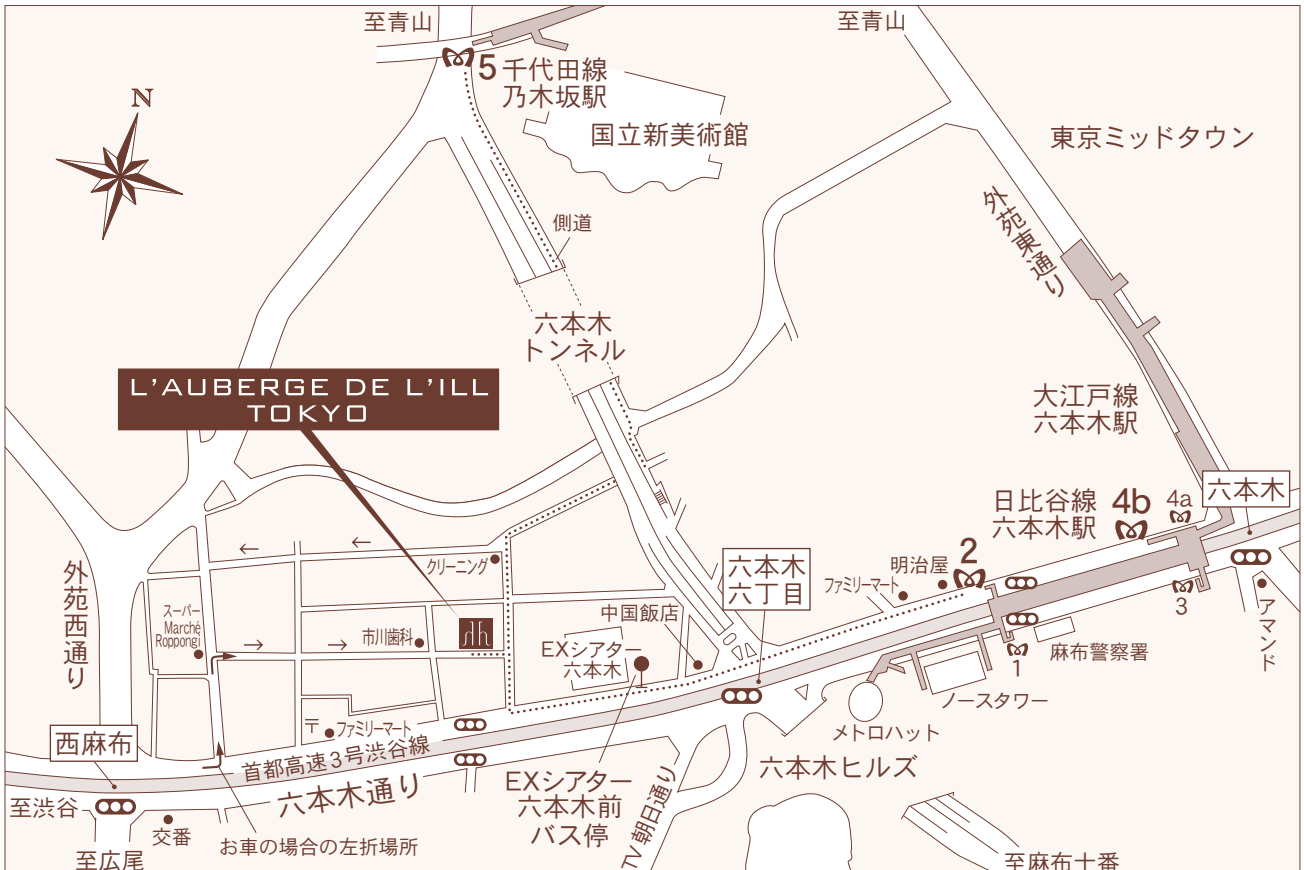 至青山
至青山
N
5 千代田線
乃木坂駅
国立新美術館
東京ミッドタウン
側道
外苑東通り
六本木
トンネル
L'AUBERGE DE L'ILL
TOKYO
大江戸線
六本木駅
日比谷線
六本木駅
4b
4a
六本木
2
明治屋
ファミリーマート
六本木
六丁目
3
アマンド
1
麻布警察署
ノースタワー
メトロハット
六本木ヒルズ
クリーニング
中国飯店
外苑西通り
スーパー
Marché
Roppongi
市川歯科
EXシアター
六本木
〒
ファミリーマート
西麻布
首都高速3号渋谷線
六本木通り
EXシアター
六本木前
バス停
TV朝日通り
至渋谷
交番
お車の場合の左折場所
至広尾
至麻布十番